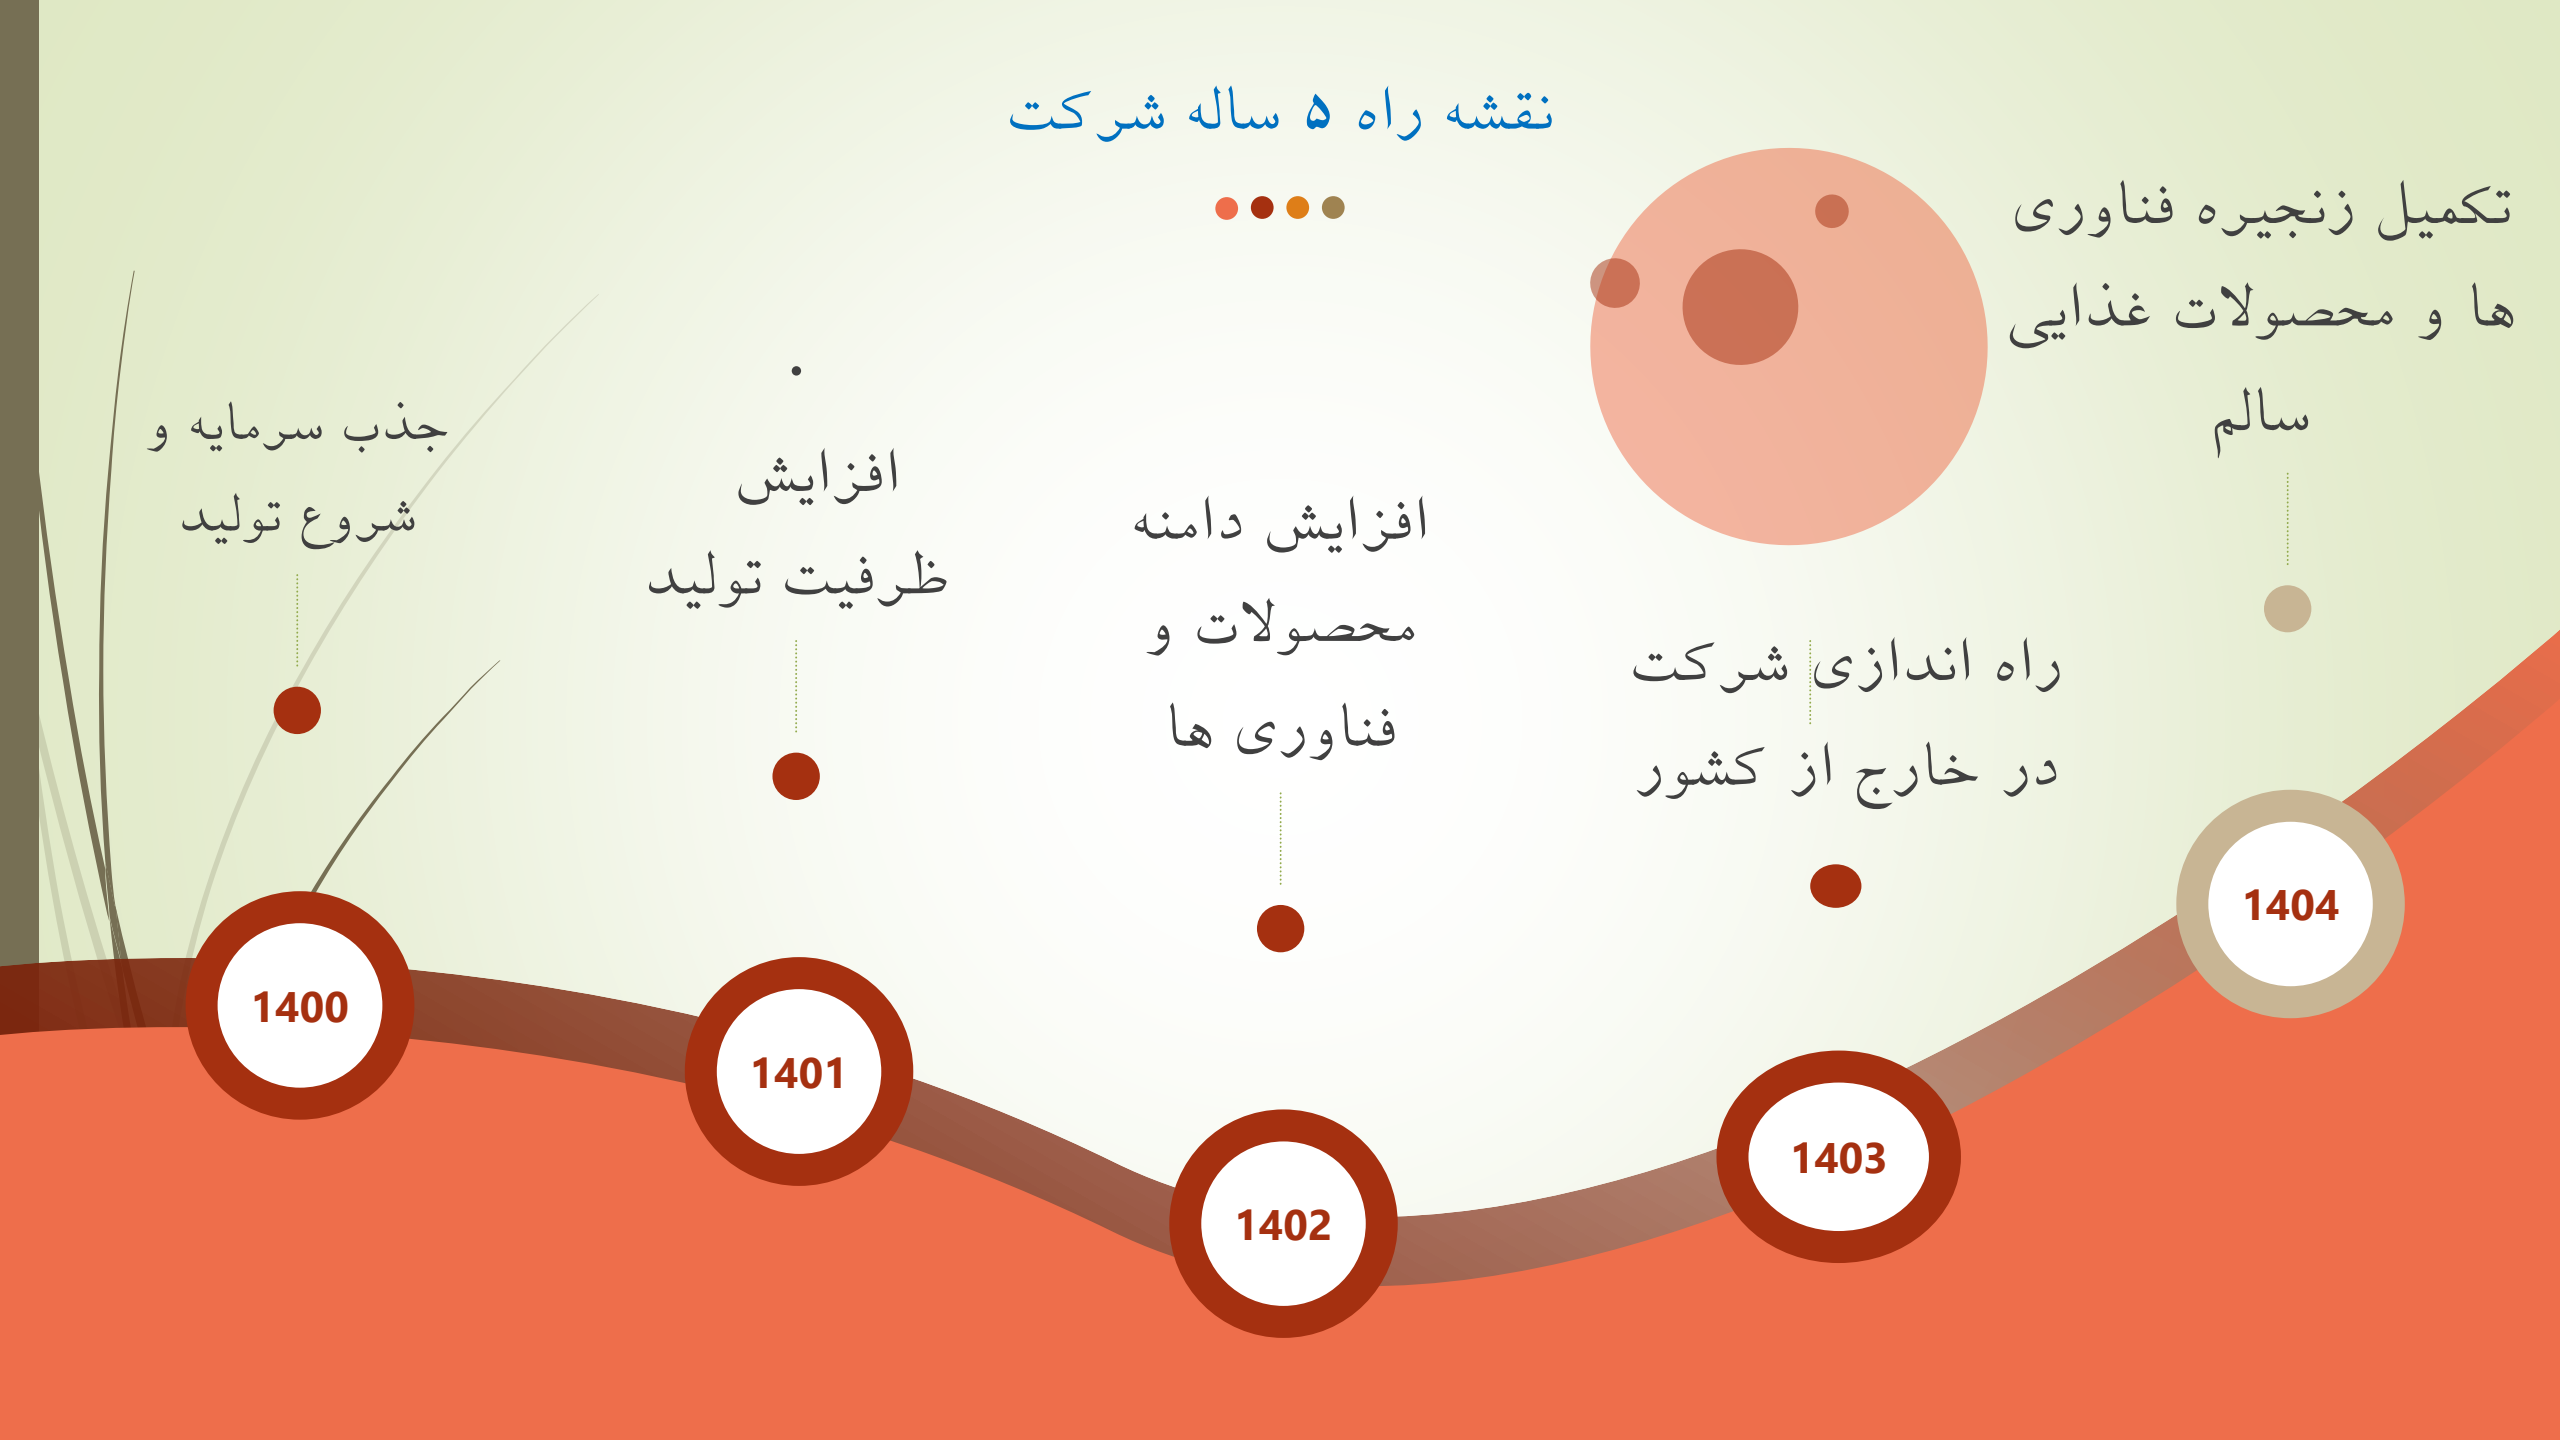 نقشه راه ۵ ساله شرکت
جذب سرمایه و
شروع تولید
1400
افزایش
ظرفیت تولید
1401
افزایش دامنه
محصولات و
فناوری ها
1402
راه اندازی شرکت
در خارج از کشور
1403
تکمیل زنجیره فناوری
ها و محصولات غذایی
سالم
1404